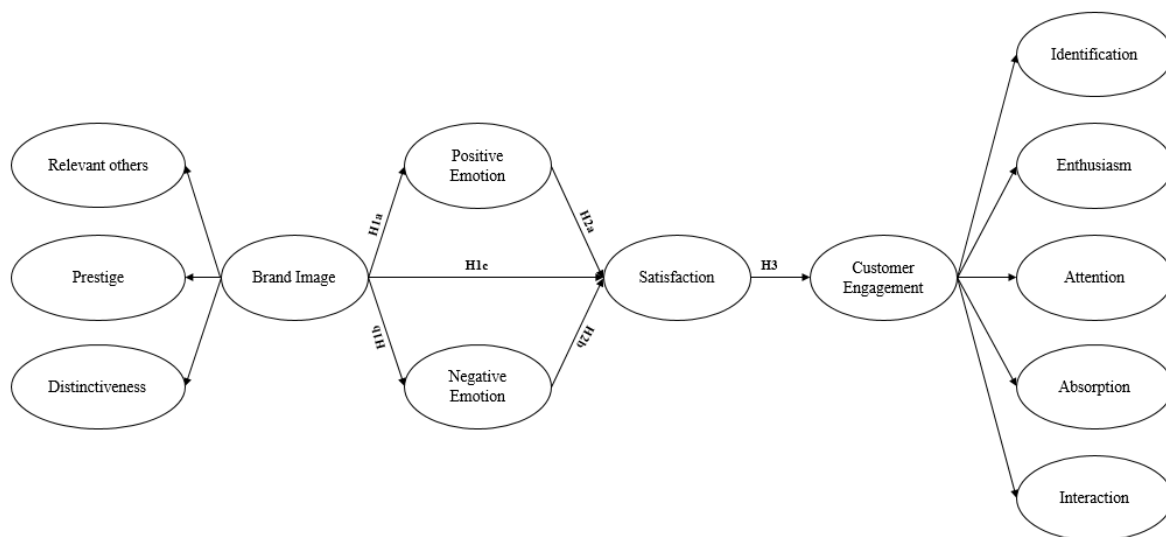 Identification
Relevant others
Positive
Emotion
Enthusiasm
H1a
H2a
Prestige
Brand Image
H1c
Satisfaction
H3
Customer
Engagement
Attention
H1b
H2b
Distinctiveness
Negative
Emotion
Absorption
Interaction